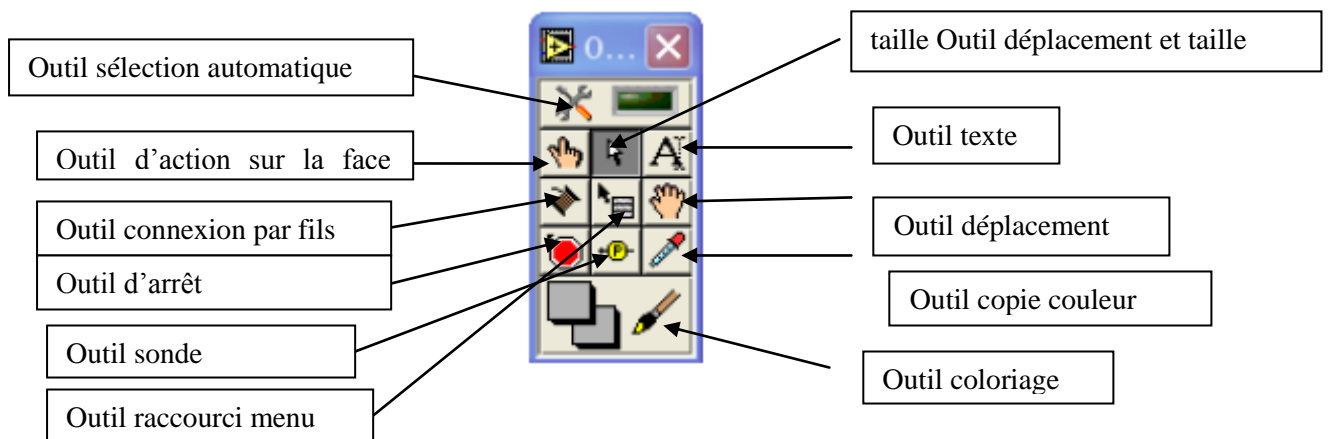 0...
taille Outil déplacement et taille
Outil sélection automatique
Outil texte
Outil d'action sur la face
Outil déplacement
Outil connexion par fils
Outil d'arrêt
Outil copie couleur
Outil sonde
Outil coloriage
Outil raccourci menu
A
P